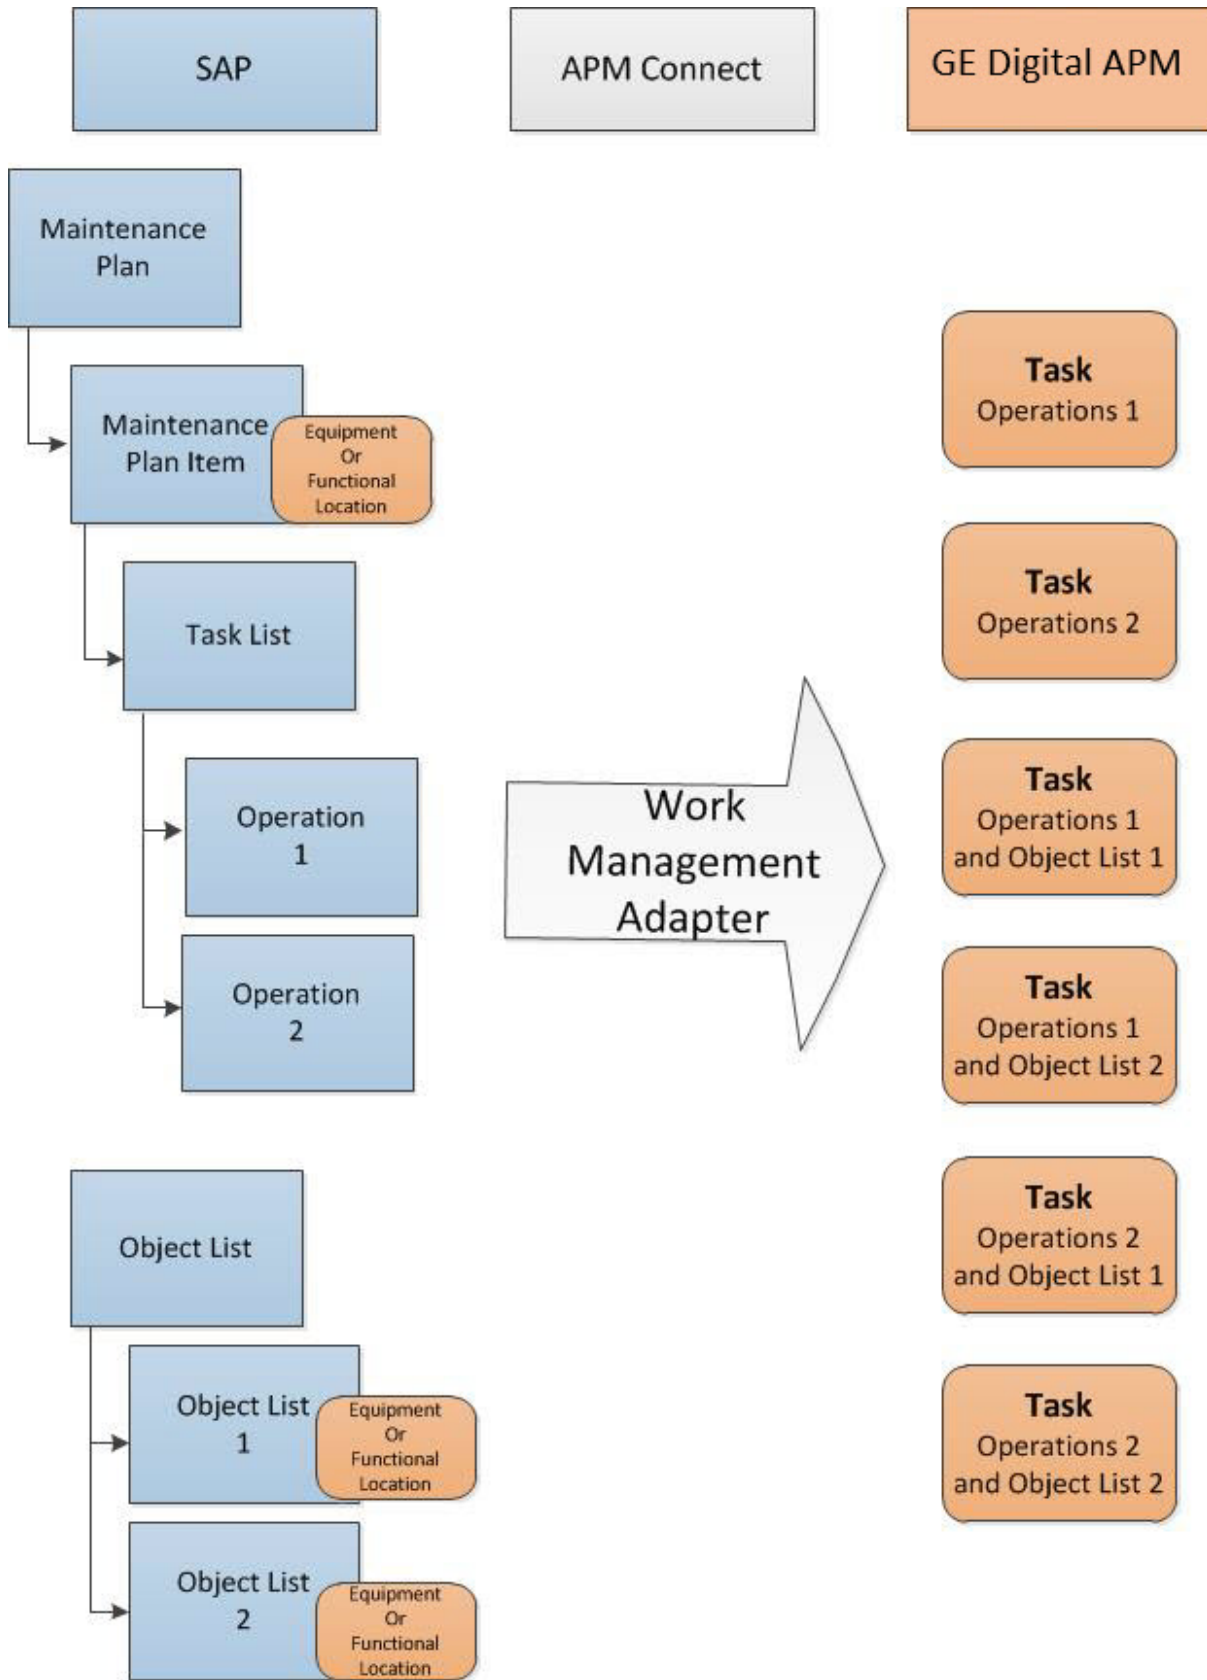 SAP
APM Connect
GE Digital APM
Maintenance
Plan
Maintenance
Plan Item
Equipment
Or
Functional
Location
Task List
Operation
1
Operation
2
Object List
Object List
1
Equipment
Or
Functional
Location
Object List
2
Equipment
Or
Functional
Location
Work
Management
Adapter
Task
Operations 1
Task
Operations 2
Task
Operations 1
and Object List 1
Task
Operations 1
and Object List 2
Task
Operations 2
and Object List 1
Task
Operations 2
and Object List 2